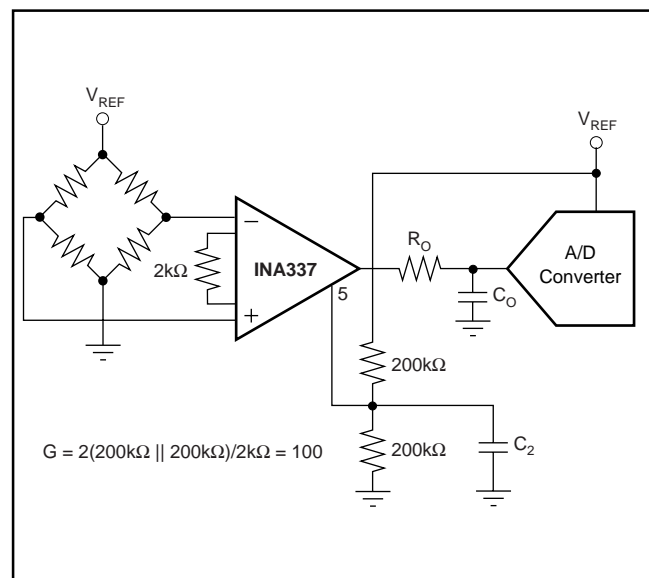 V_REF
V_REF
−
INA337
+
2kΩ
5
R_O
C_O
A/D
Converter
200kΩ
200kΩ
C_2
G = 2(200kΩ || 200kΩ)/2kΩ = 100